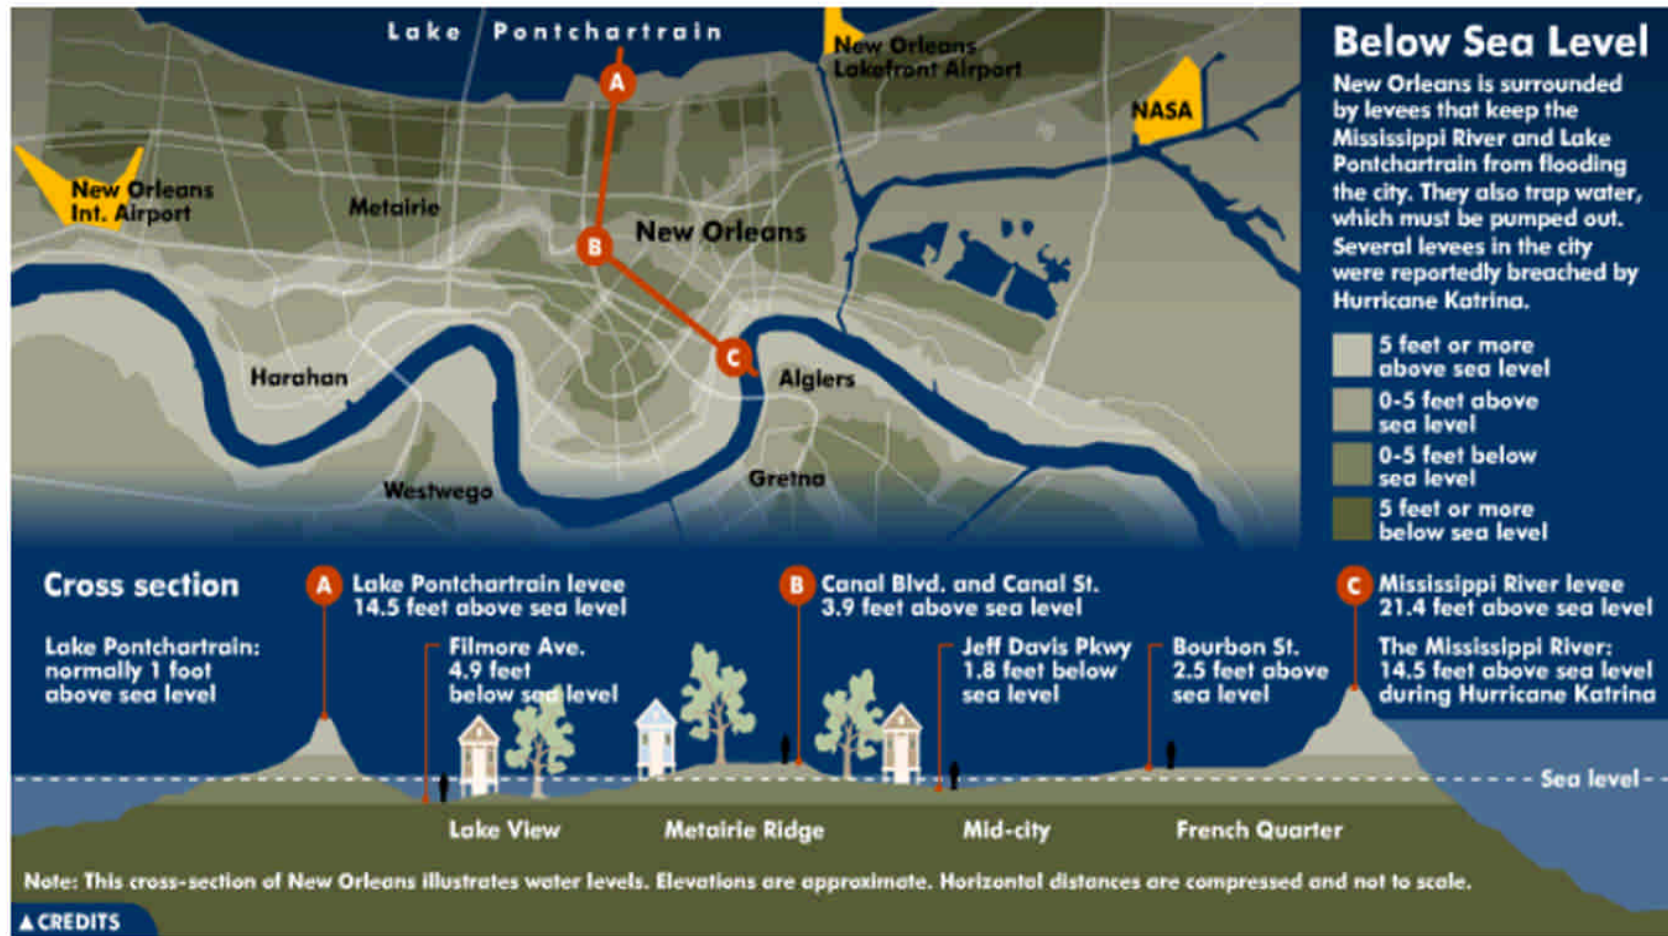 Lake Pontchartrain
A
New Orleans
Lakefront Airport
NASA
New Orleans
Int. Airport
Metairie
B
New Orleans
C
Harahan
Algiers
Westwego
Gretna
Below Sea Level
New Orleans is surrounded
by levees that keep the
Mississippi River and Lake
Pontchartrain from flooding
the city. They also trap water,
which must be pumped out.
Several levees in the city
were reportedly breached by
Hurricane Katrina.
5 feet or more
above sea level
0-5 feet above
sea level
0-5 feet below
sea level
5 feet or more
below sea level
Cross section
Lake Pontchartrain:
normally 1 foot
above sea level
A
Lake Pontchartrain levee
14.5 feet above sea level
Filmore Ave.
4.9 feet
below sea level
B
Canal Blvd. and Canal St.
3.9 feet above sea level
Jeff Davis Pkwy
1.8 feet below
sea level
Bourbon St.
2.5 feet above
sea level
C
Mississippi River levee
21.4 feet above sea level
The Mississippi River:
14.5 feet above sea level
during Hurricane Katrina
Sea level
Lake View
Metairie Ridge
Mid-city
French Quarter
Note: This cross-section of New Orleans illustrates water levels. Elevations are approximate. Horizontal distances are compressed and not to scale.
▲CREDITS